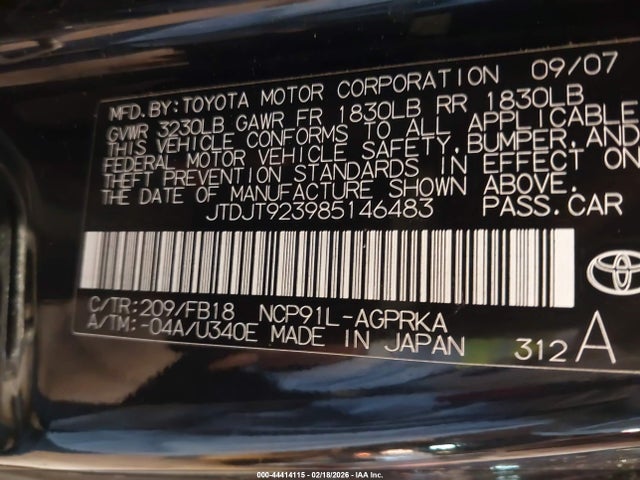 MFD.BY:TOYOTA MOTOR CORPORATION 09/07
GVWR 3230LB GAWR FR 1830LB RR 1830LB
THIS VEHICLE CONFORMS TO ALL APPLICABLE
FEDERAL MOTOR VEHICLE SAFETY,BUMPER,AND
THEFT PREVENTION STANDARDS IN EFFECT ON
THE DATE OF MANUFACTURE SHOWN ABOVE.
JTDJT923985146483 PASS.CAR
C/TR:209/FB18 NCP91L-AGPRKA
A/TM:-04A/U340E MADE IN JAPAN 312A
000-44414115 - 02/18/2026 - IAA Inc.